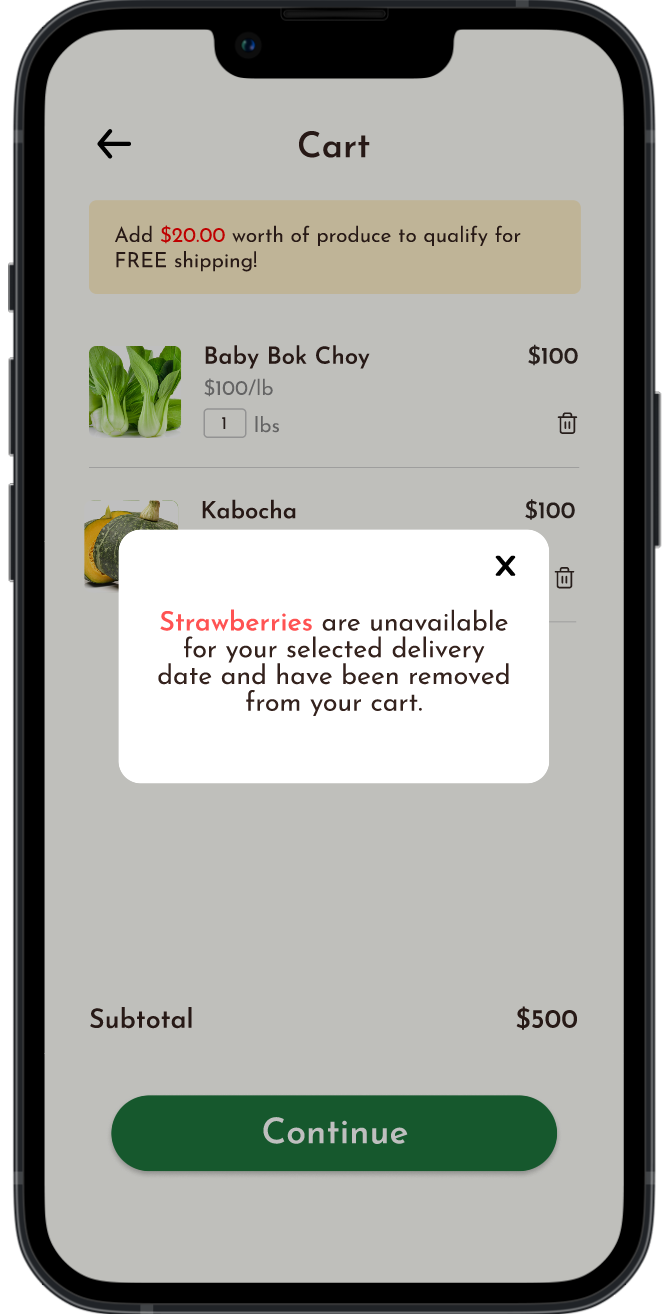 Cart
Add $20.00 worth of produce to qualify for
FREE shipping!
Baby Bok Choy
$100
$100/lb
1 lbs
Kabocha
$100
X
Strawberries are unavailable
for your selected delivery
date and have been removed
from your cart.
Subtotal
$500
Continue